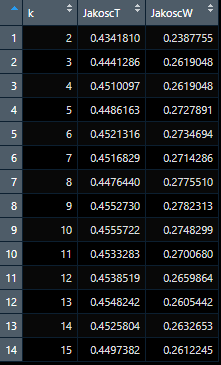 k JakoscT JakoscW
1 2 0.4341810 0.2387755
2 3 0.4441286 0.2619048
3 4 0.4510097 0.2619048
4 5 0.4486163 0.2727891
5 6 0.4521316 0.2734694
6 7 0.4516829 0.2714286
7 8 0.4476440 0.2775510
8 9 0.4552730 0.2782313
9 10 0.4555722 0.2748299
10 11 0.4533283 0.2700680
11 12 0.4538519 0.2659864
12 13 0.4548242 0.2605442
13 14 0.4525804 0.2632653
14 15 0.4497382 0.2612245